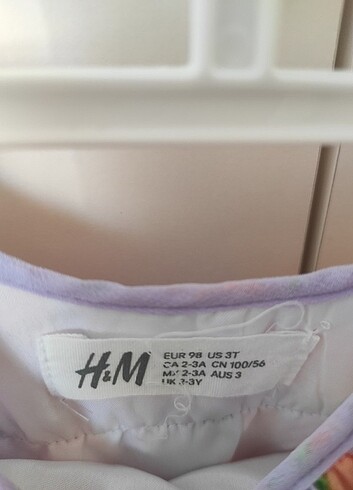 H&M
EUR 98 US 3T
CA 2-3A CN 100/56
MX 2-3A AUS 3
UK 2-3Y